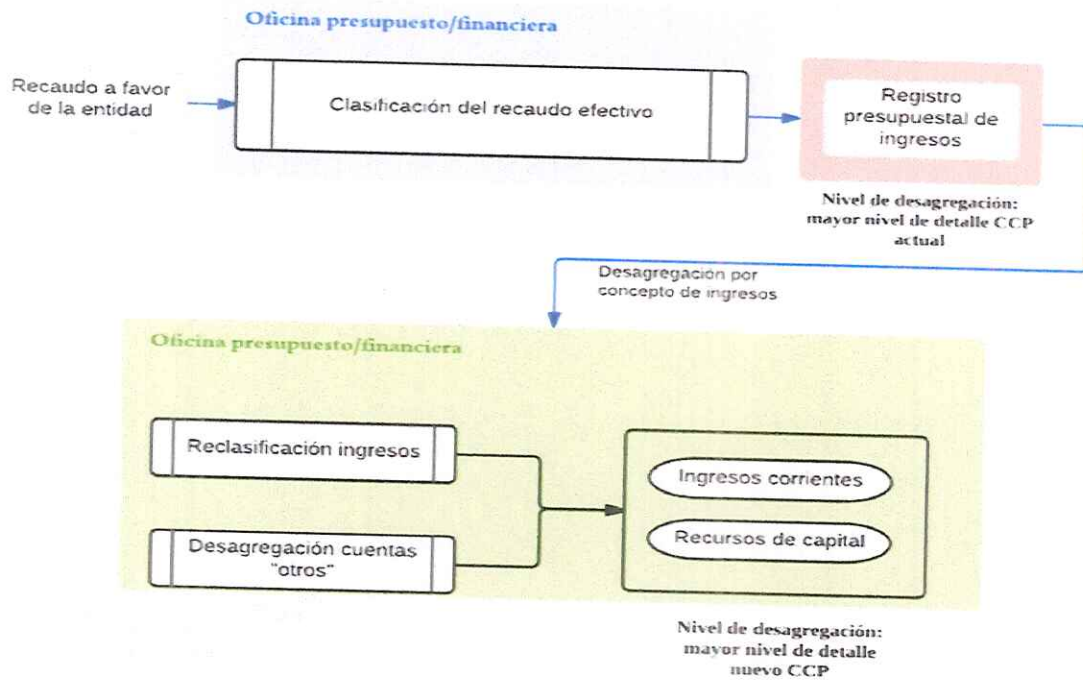 Oficina presupuesto/financiera
Recaudo a favor
de la entidad
Clasificación del recaudo efectivo
Registro
presupuestal de
ingresos
Nivel de desagregación:
mayor nivel de detalle CCP
actual
Desagregación por
concepto de ingresos
Oficina presupuesto/financiera
Reclasificación ingresos
Desagregación cuentas
"otros"
Ingresos corrientes
Recursos de capital
Nivel de desagregación:
mayor nivel de detalle
nuevo CCP